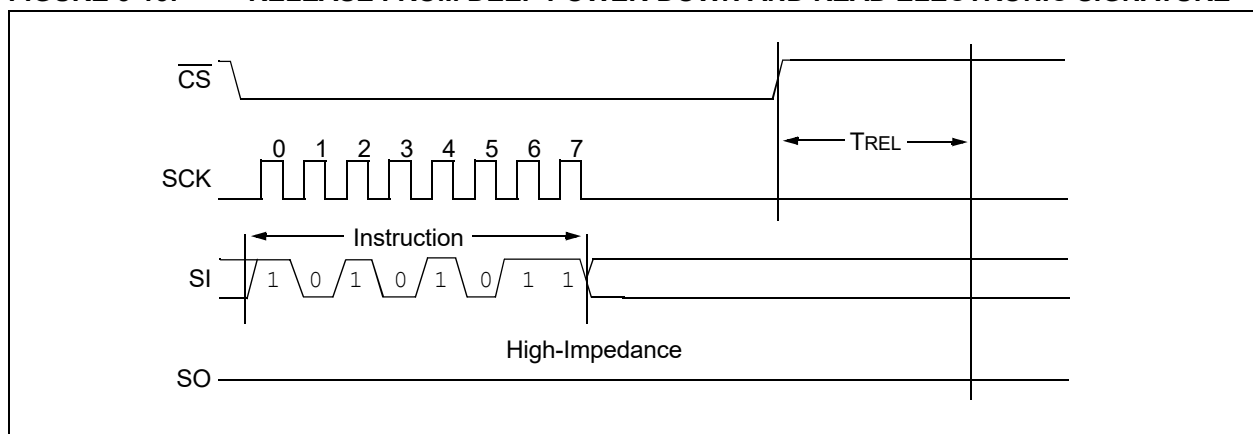 CS
TREL
0 1 2 3 4 5 6 7
SCK
Instruction
SI 1 0 1 0 1 0 1 1
High-Impedance
SO